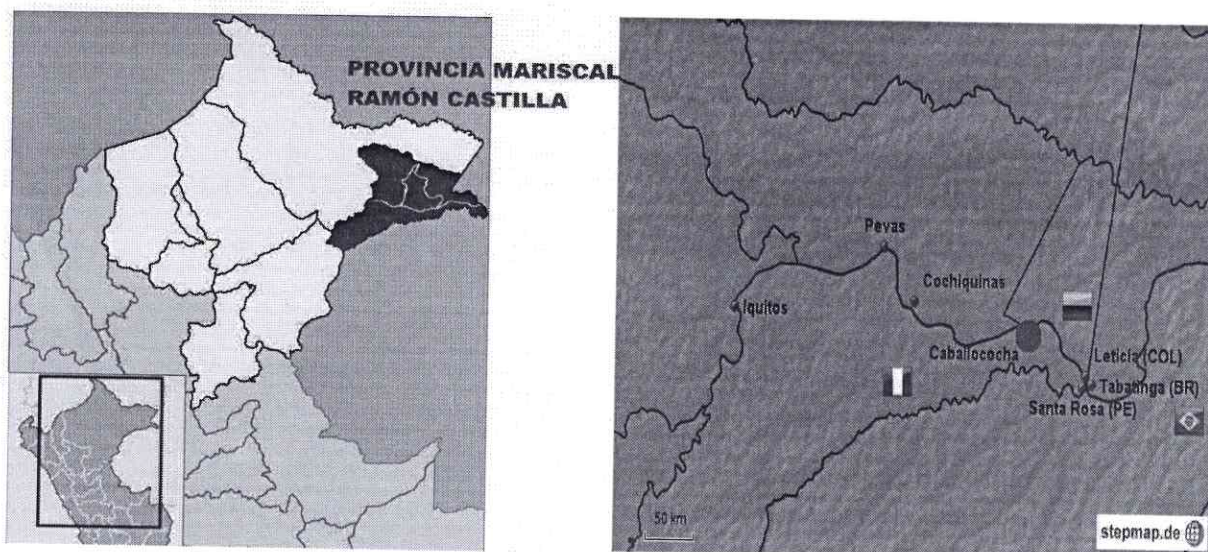 PROVINCIA MARISCAL
RAMÓN CASTILLA
Pevas
Cochiquinas
Iquitos
Caballococha
Leticia (COL)
Tabatinga (BR)
Santa Rosa (PE)
50 km
stepmap.de